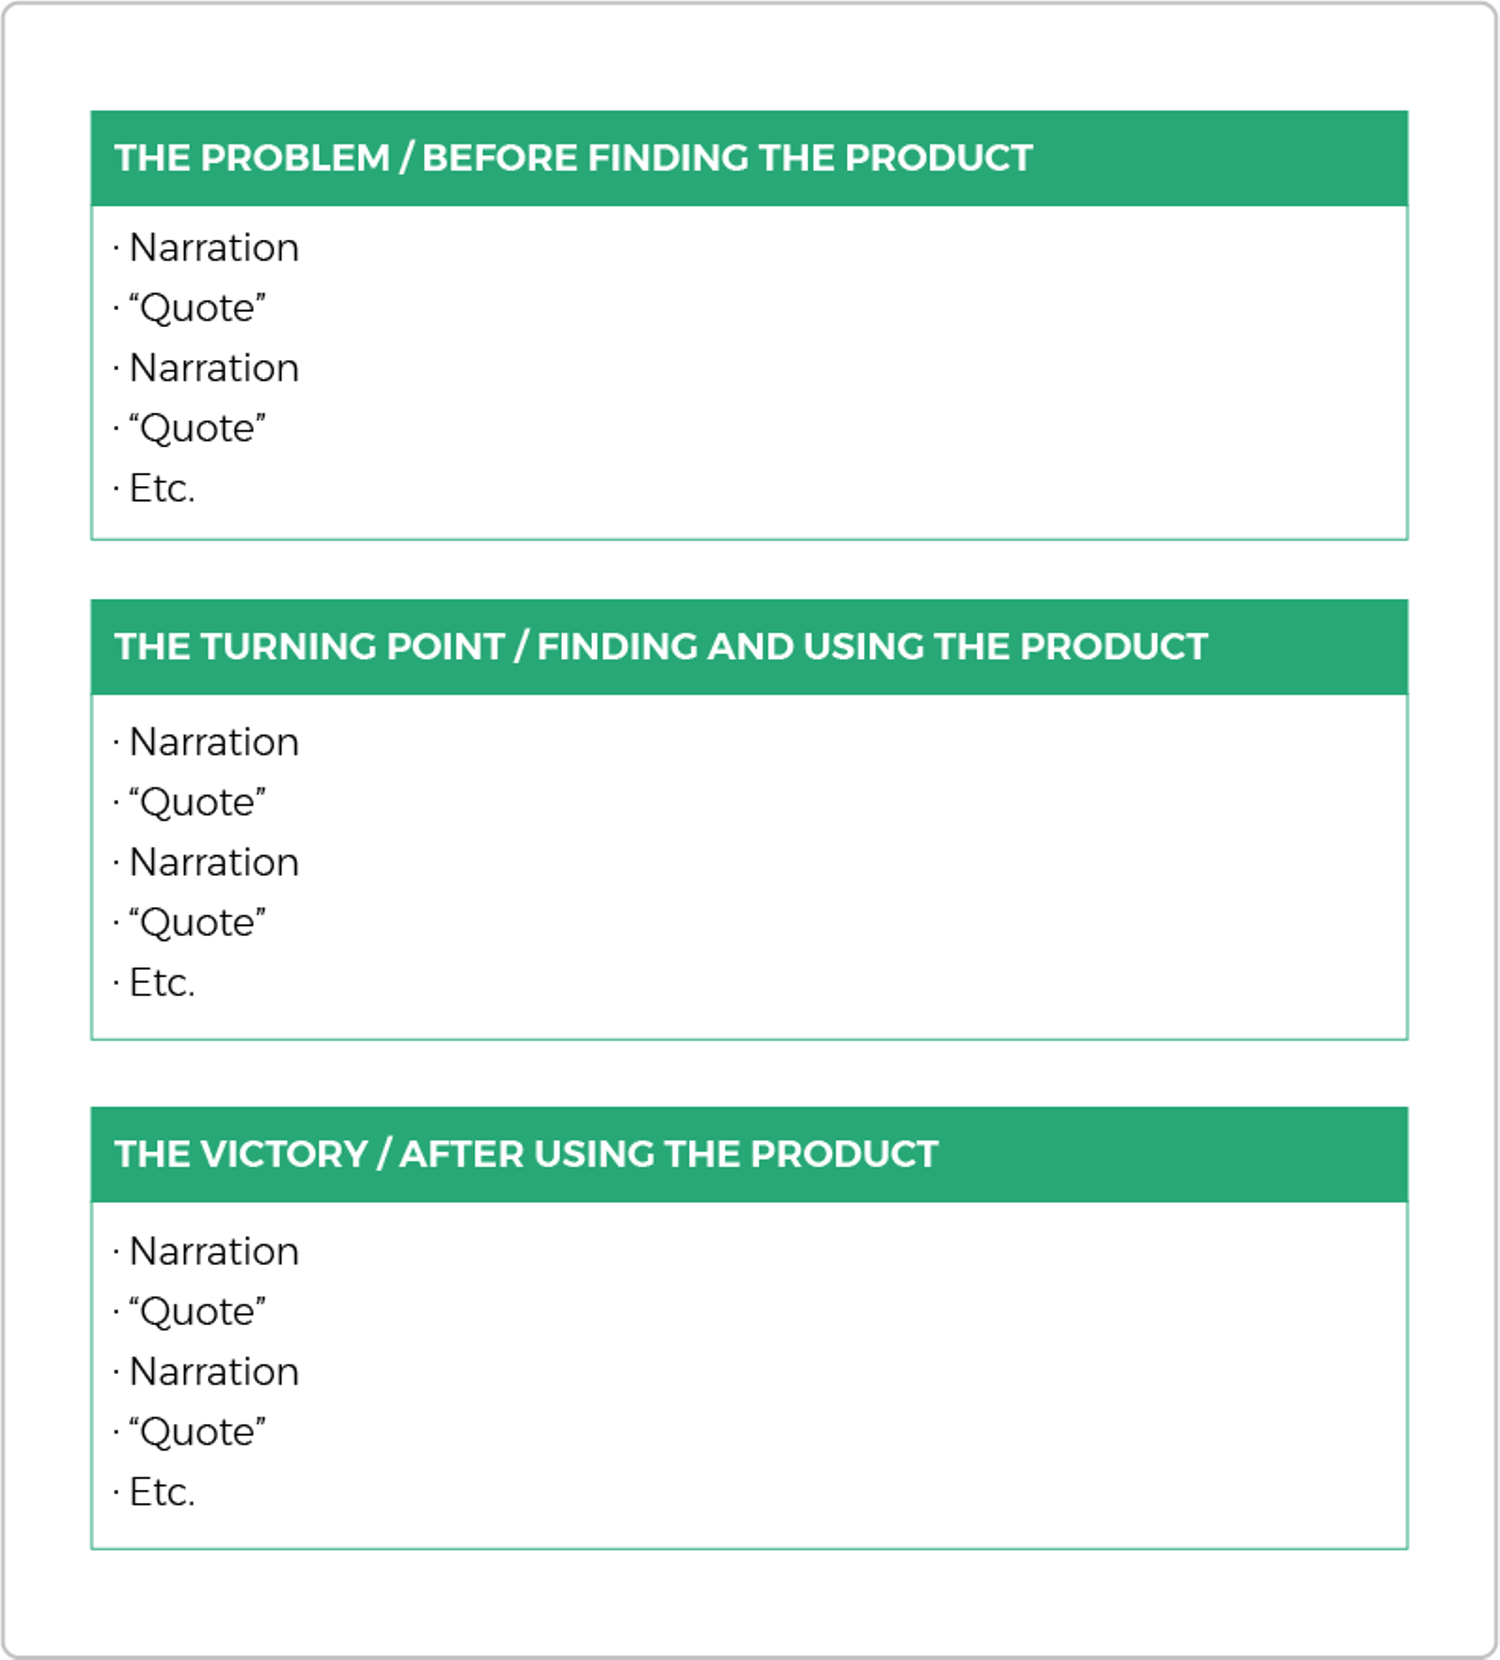 THE PROBLEM / BEFORE FINDING THE PRODUCT
· Narration
· “Quote”
· Narration
· “Quote”
· Etc.
THE TURNING POINT / FINDING AND USING THE PRODUCT
· Narration
· “Quote”
· Narration
· “Quote”
· Etc.
THE VICTORY / AFTER USING THE PRODUCT
· Narration
· “Quote”
· Narration
· “Quote”
· Etc.